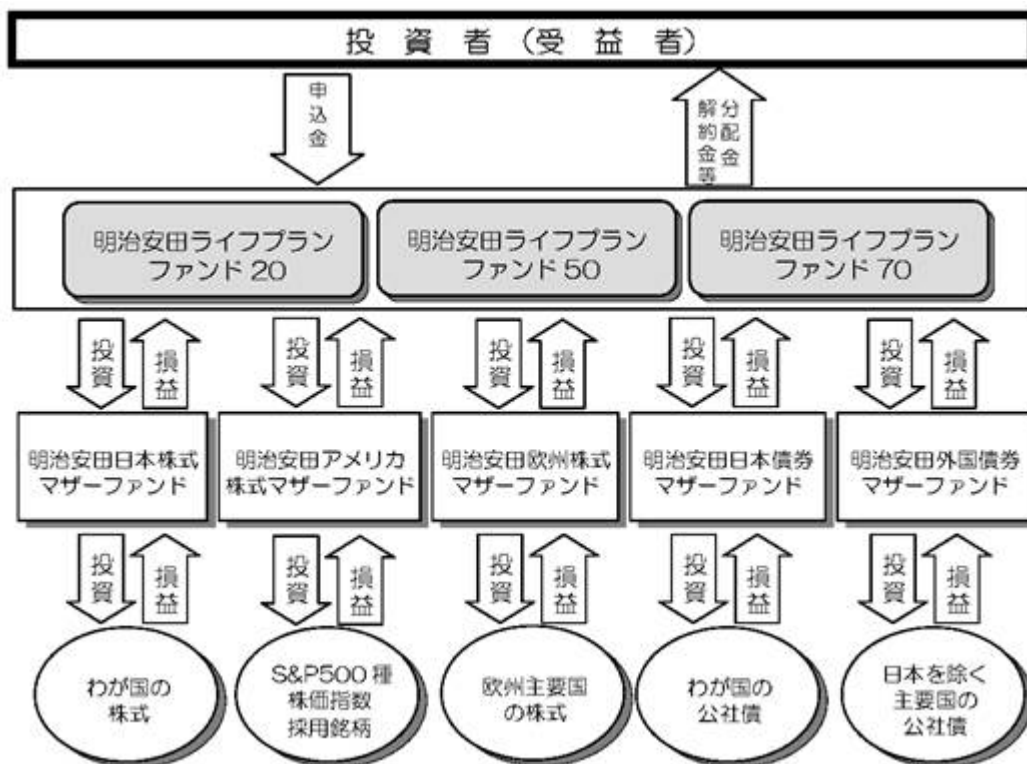 投資者(受益者)
申込金
分配金
解約金等
明治安田ライフプラン
ファンド20
明治安田ライフプラン
ファンド50
明治安田ライフプラン
ファンド70
投資
損益
投資
損益
投資
損益
投資
損益
投資
損益
明治安田日本株式
マザーファンド
明治安田アメリカ
株式マザーファンド
明治安田欧州株式
マザーファンド
明治安田日本債券
マザーファンド
明治安田外国債券
マザーファンド
投資
損益
投資
損益
投資
損益
投資
損益
投資
損益
わが国の
株式
S&P500種
株価指数
採用銘柄
欧州主要国
の株式
わが国の
公社債
日本を除く
主要国の
公社債